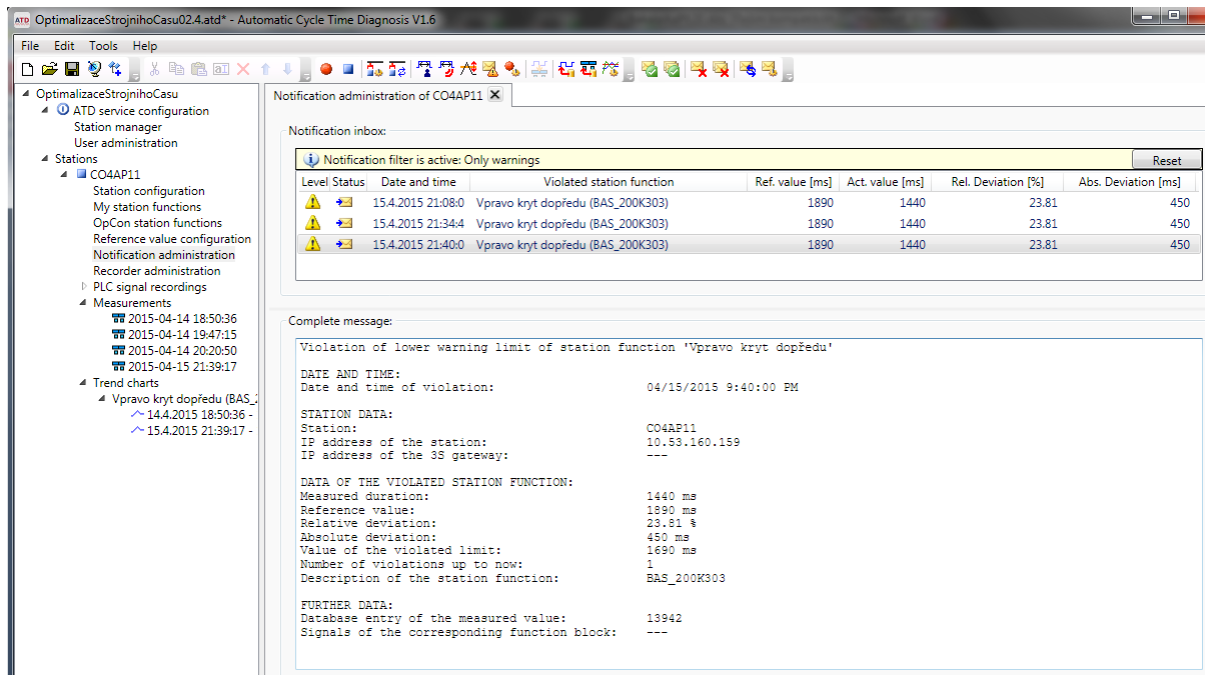 ATD OptimalizaceStrojnihoCasu02.4.atd* - Automatic Cycle Time Diagnosis V1.6
File Edit Tools Help
OptimalizaceStrojnihoCasu
ATD service configuration
Station manager
User administration
Stations
CO4AP11
Station configuration
My station functions
OpCon station functions
Reference value configuration
Notification administration
Recorder administration
PLC signal recordings
Measurements
2015-04-14 18:50:36
2015-04-14 19:47:15
2015-04-14 20:20:50
2015-04-15 21:39:17
Trend charts
Vpravo kryt dopředu (BAS_2
14.4.2015 18:50:36 -
15.4.2015 21:39:17 -
Notification administration of CO4AP11
Notification inbox:
Notification filter is active: Only warnings Reset
Level Status Date and time Violated station function Ref. value [ms] Act. value [ms] Rel. Deviation [%] Abs. Deviation [ms]
15.4.2015 21:08:0 Vpravo kryt dopředu (BAS_200K303) 1890 1440 23.81 450
15.4.2015 21:34:4 Vpravo kryt dopředu (BAS_200K303) 1890 1440 23.81 450
15.4.2015 21:40:0 Vpravo kryt dopředu (BAS_200K303) 1890 1440 23.81 450
Complete message:
Violation of lower warning limit of station function 'Vpravo kryt dopředu'
DATE AND TIME:
Date and time of violation: 04/15/2015 9:40:00 PM
STATION DATA:
Station: CO4AP11
IP address of the station: 10.53.160.159
IP address of the 3S gateway: ---
DATA OF THE VIOLATED STATION FUNCTION:
Measured duration: 1440 ms
Reference value: 1890 ms
Relative deviation: 23.81 %
Absolute deviation: 450 ms
Value of the violated limit: 1690 ms
Number of violations up to now: 1
Description of the station function: BAS_200K303
FURTHER DATA:
Database entry of the measured value: 13942
Signals of the corresponding function block: ---